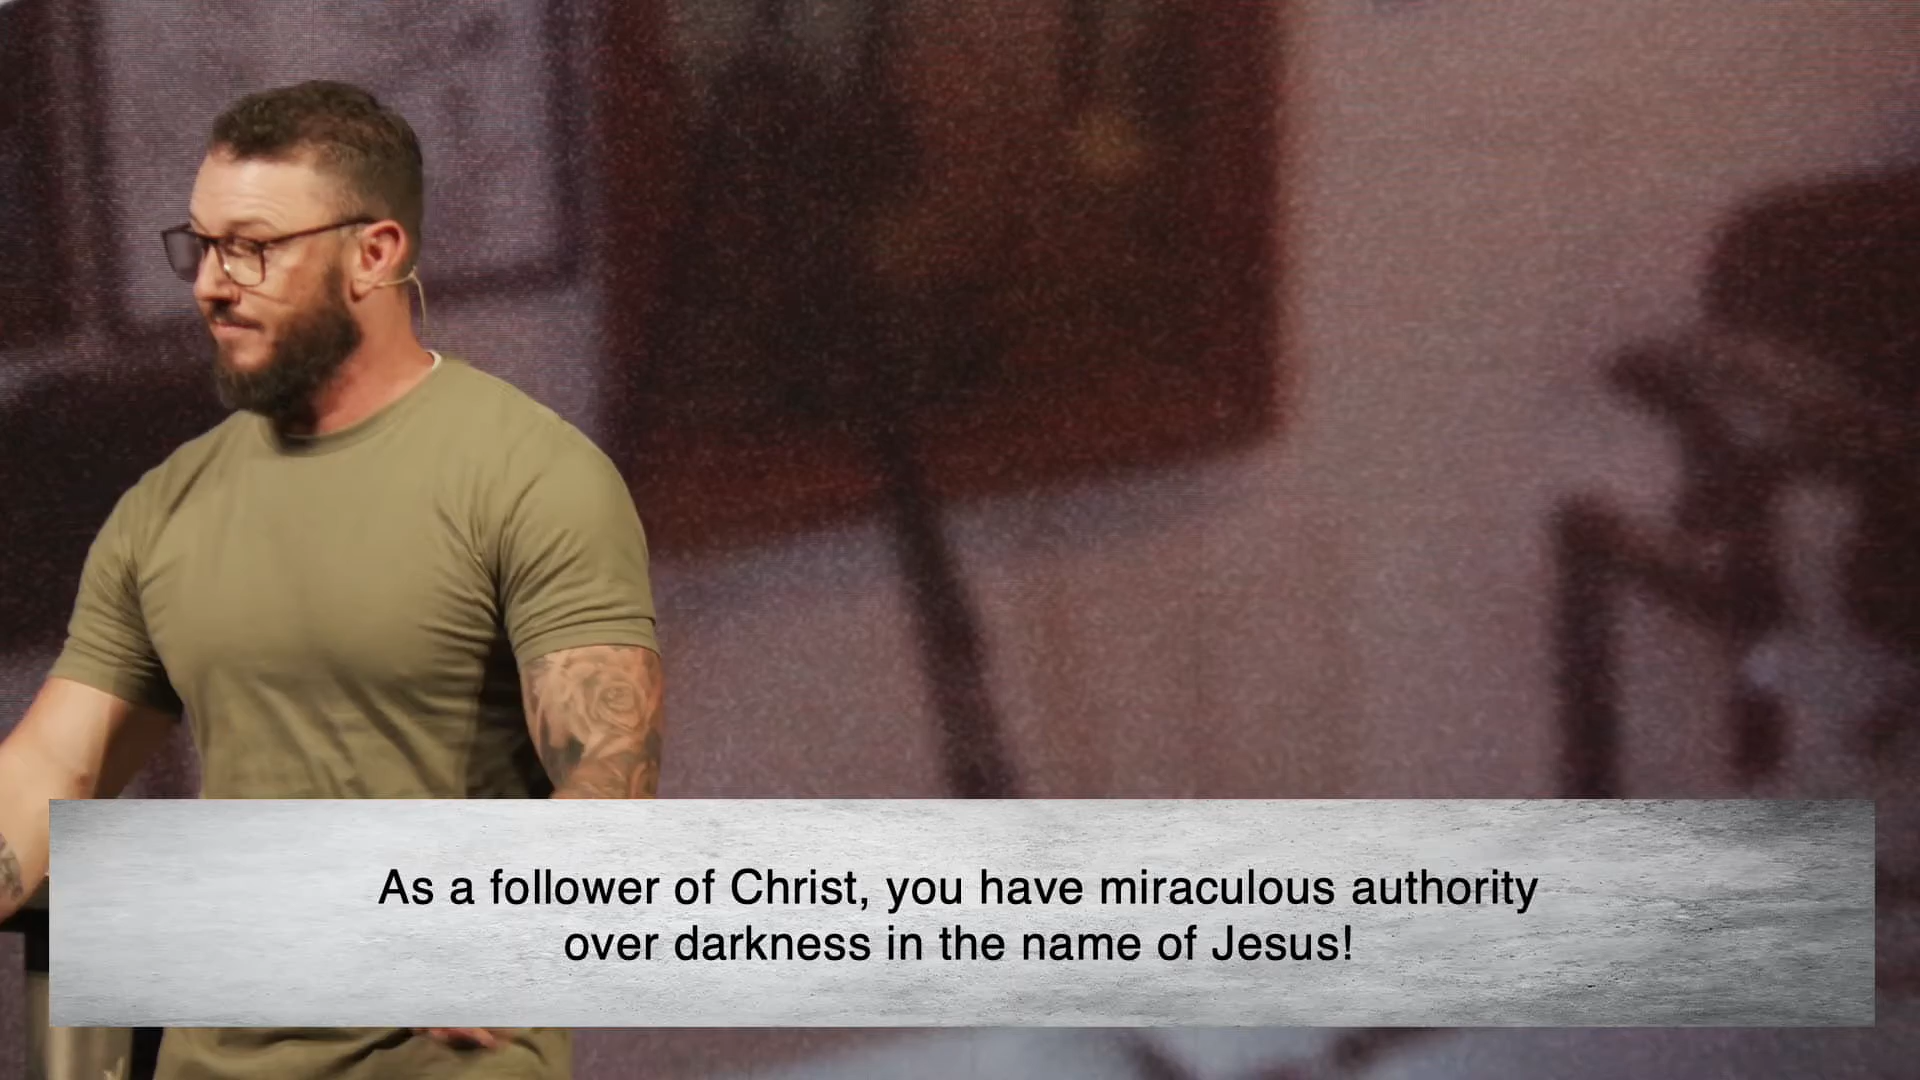 As a follower of Christ, you have miraculous authority
over darkness in the name of Jesus!